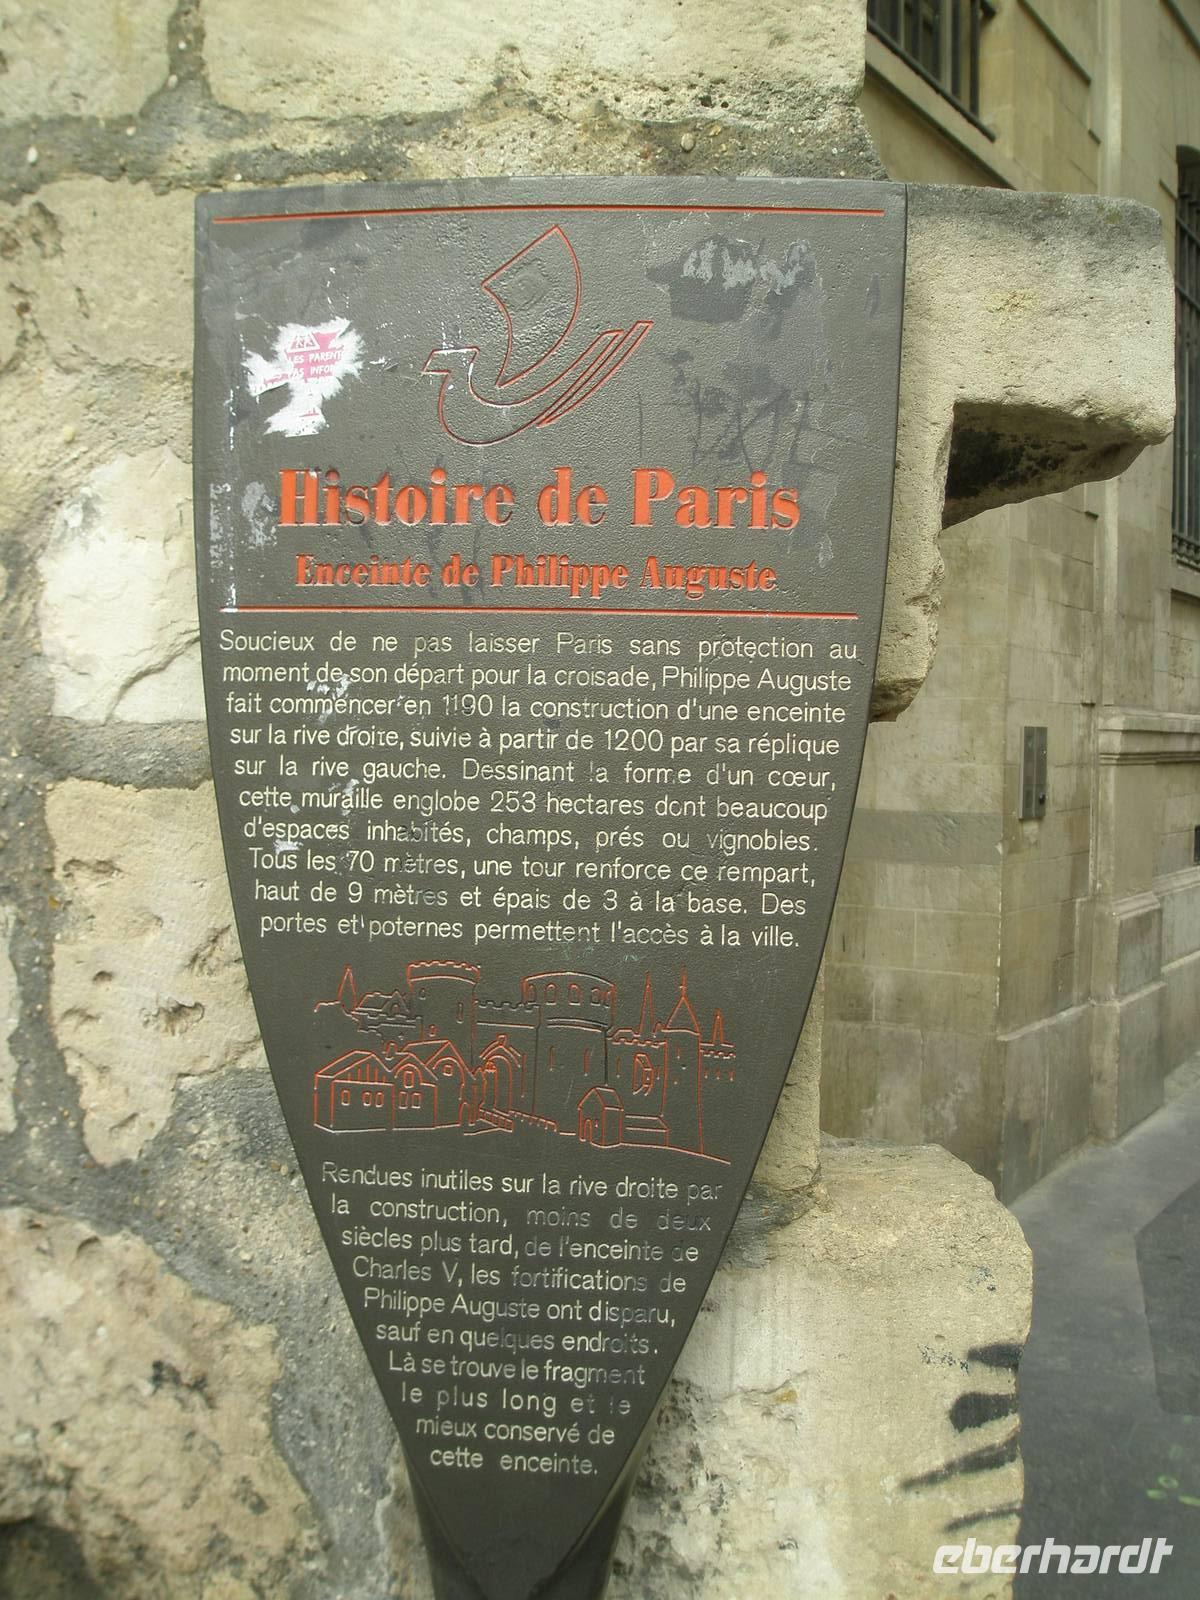 LES PARENT
PAS INFOR
Histoire de Paris
Enceinte de Philippe Auguste
Soucieux de ne pas laisser Paris sans protection au
moment de son départ pour la croisade, Philippe Auguste
fait commencer en 1190 la construction d'une enceinte
sur la rive droite, suivie à partir de 1200 par sa réplique
sur la rive gauche. Dessinant la forme d'un cœur,
cette muraille englobe 253 hectares dont beaucoup
d'espaces inhabités, champs, prés ou vignobles.
Tous les 70 mètres, une tour renforce ce rempart,
haut de 9 mètres et épais de 3 à la base. Des
portes et poternes permettent l'accès à la ville.
Rendues inutiles sur la rive droite par
la construction, moins de deux
siècles plus tard, de l'enceinte de
Charles V, les fortifications de
Philippe Auguste ont disparu,
sauf en quelques endroits.
Là se trouve le fragment
le plus long et le
mieux conservé de
cette enceinte.
eberhardt